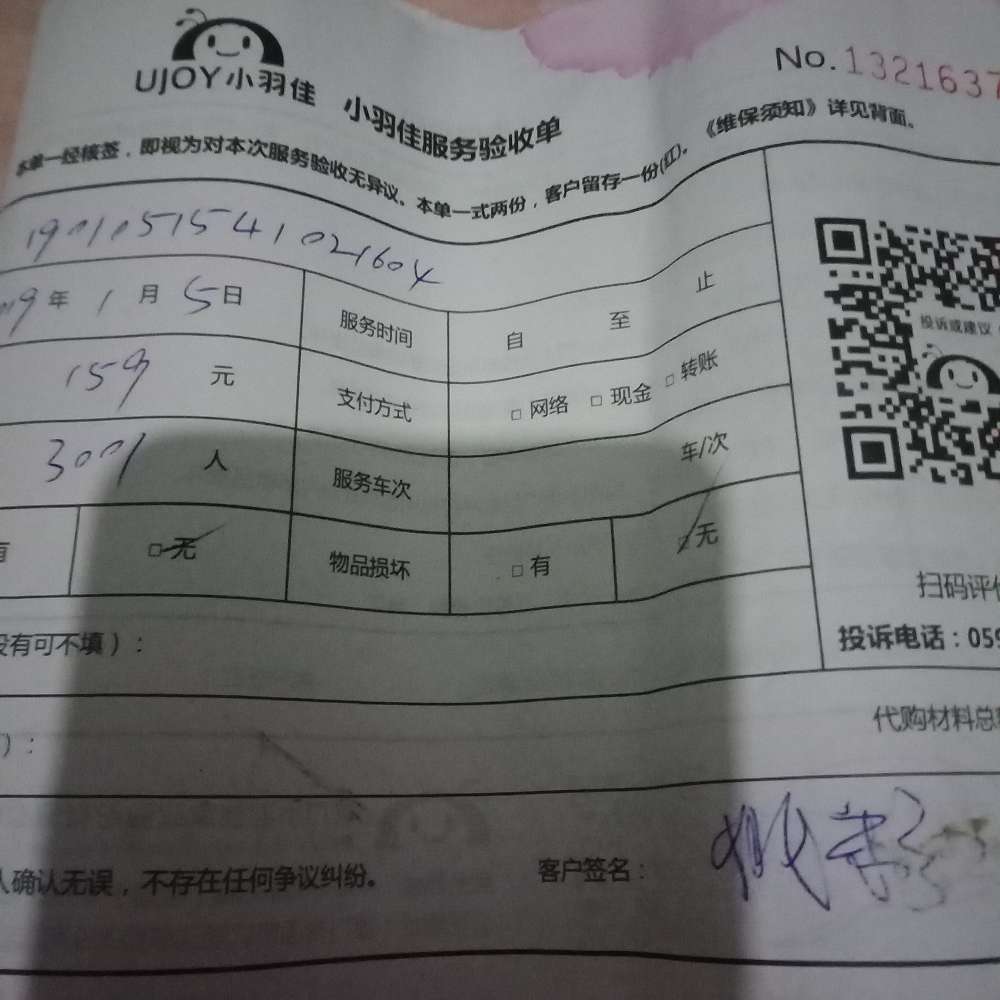 UJOY小羽佳
小羽佳服务验收单
No.1321637
本单一经核签，即视为对本次服务验收无异议。本单一式两份，客户留存一份(红)。《维保须知》详见背面。
1901051541021604
019年1月5日 服务时间 自 至 止
159 元 支付方式 □ 网络 □ 现金 □ 转账
3001 人 服务车次 车/次
□无 物品损坏 □ 有 □无
投诉或建议
扫码评价
投诉电话：059
没有可不填）：
代购材料总
）：
人确认无误，不存在任何争议纠纷。 客户签名：